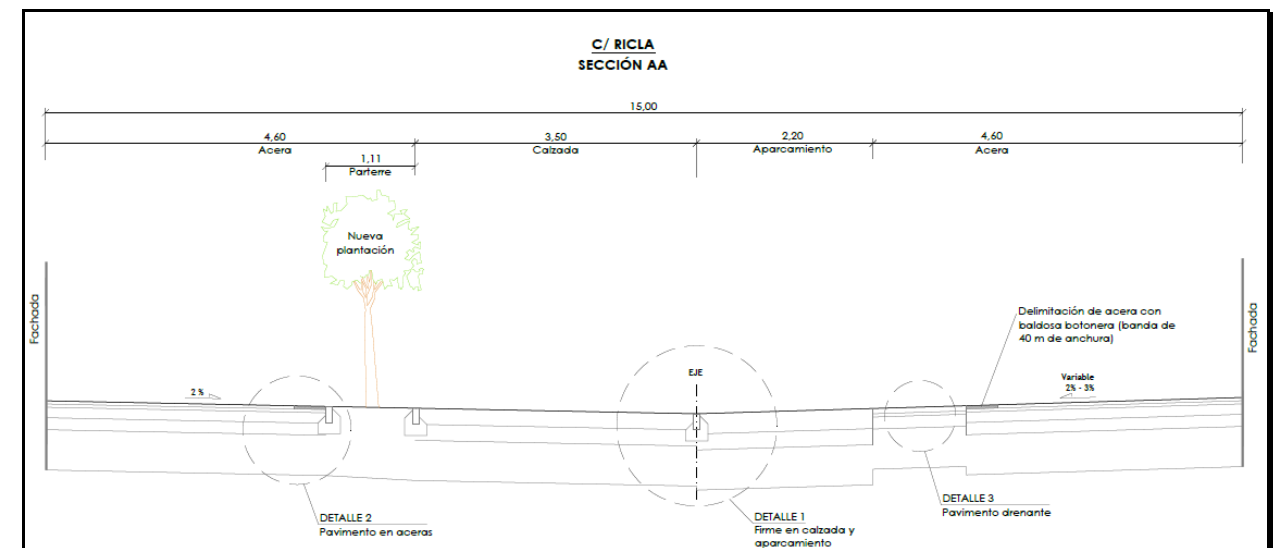 C/ RICLA
SECCIÓN AA
15,00
4,60
Acera
3,50
Calzada
2,20
Aparcamiento
4,60
Acera
1,11
Parterre
Nueva
plantación
Fachada
Fachada
Delimitación de acera con
baldosa botonera (banda de
40 m de anchura)
EJE
2 %
Variable
2% - 3%
DETALLE 2
Pavimento en aceras
DETALLE 1
Firme en calzada y
aparcamiento
DETALLE 3
Pavimento drenante